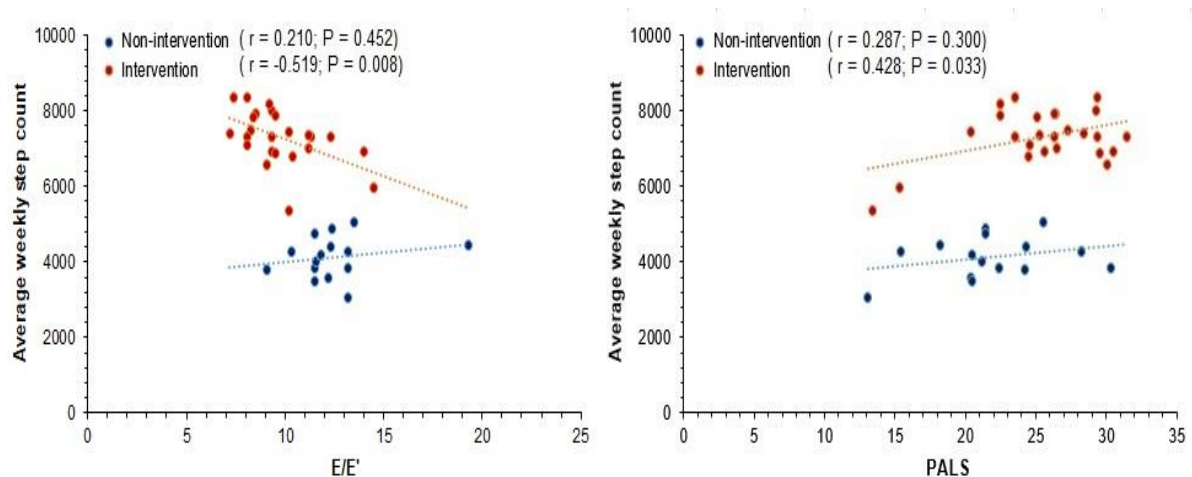 Non-intervention ( r = 0.210; P = 0.452)
Intervention ( r = -0.519; P = 0.008)
Average weekly step count
10000
8000
6000
4000
2000
0
0 5 10 15 20 25
E/E'
Non-intervention ( r = 0.287; P = 0.300)
Intervention ( r = 0.428; P = 0.033)
Average weekly step count
10000
8000
6000
4000
2000
0
0 5 10 15 20 25 30 35
PALS